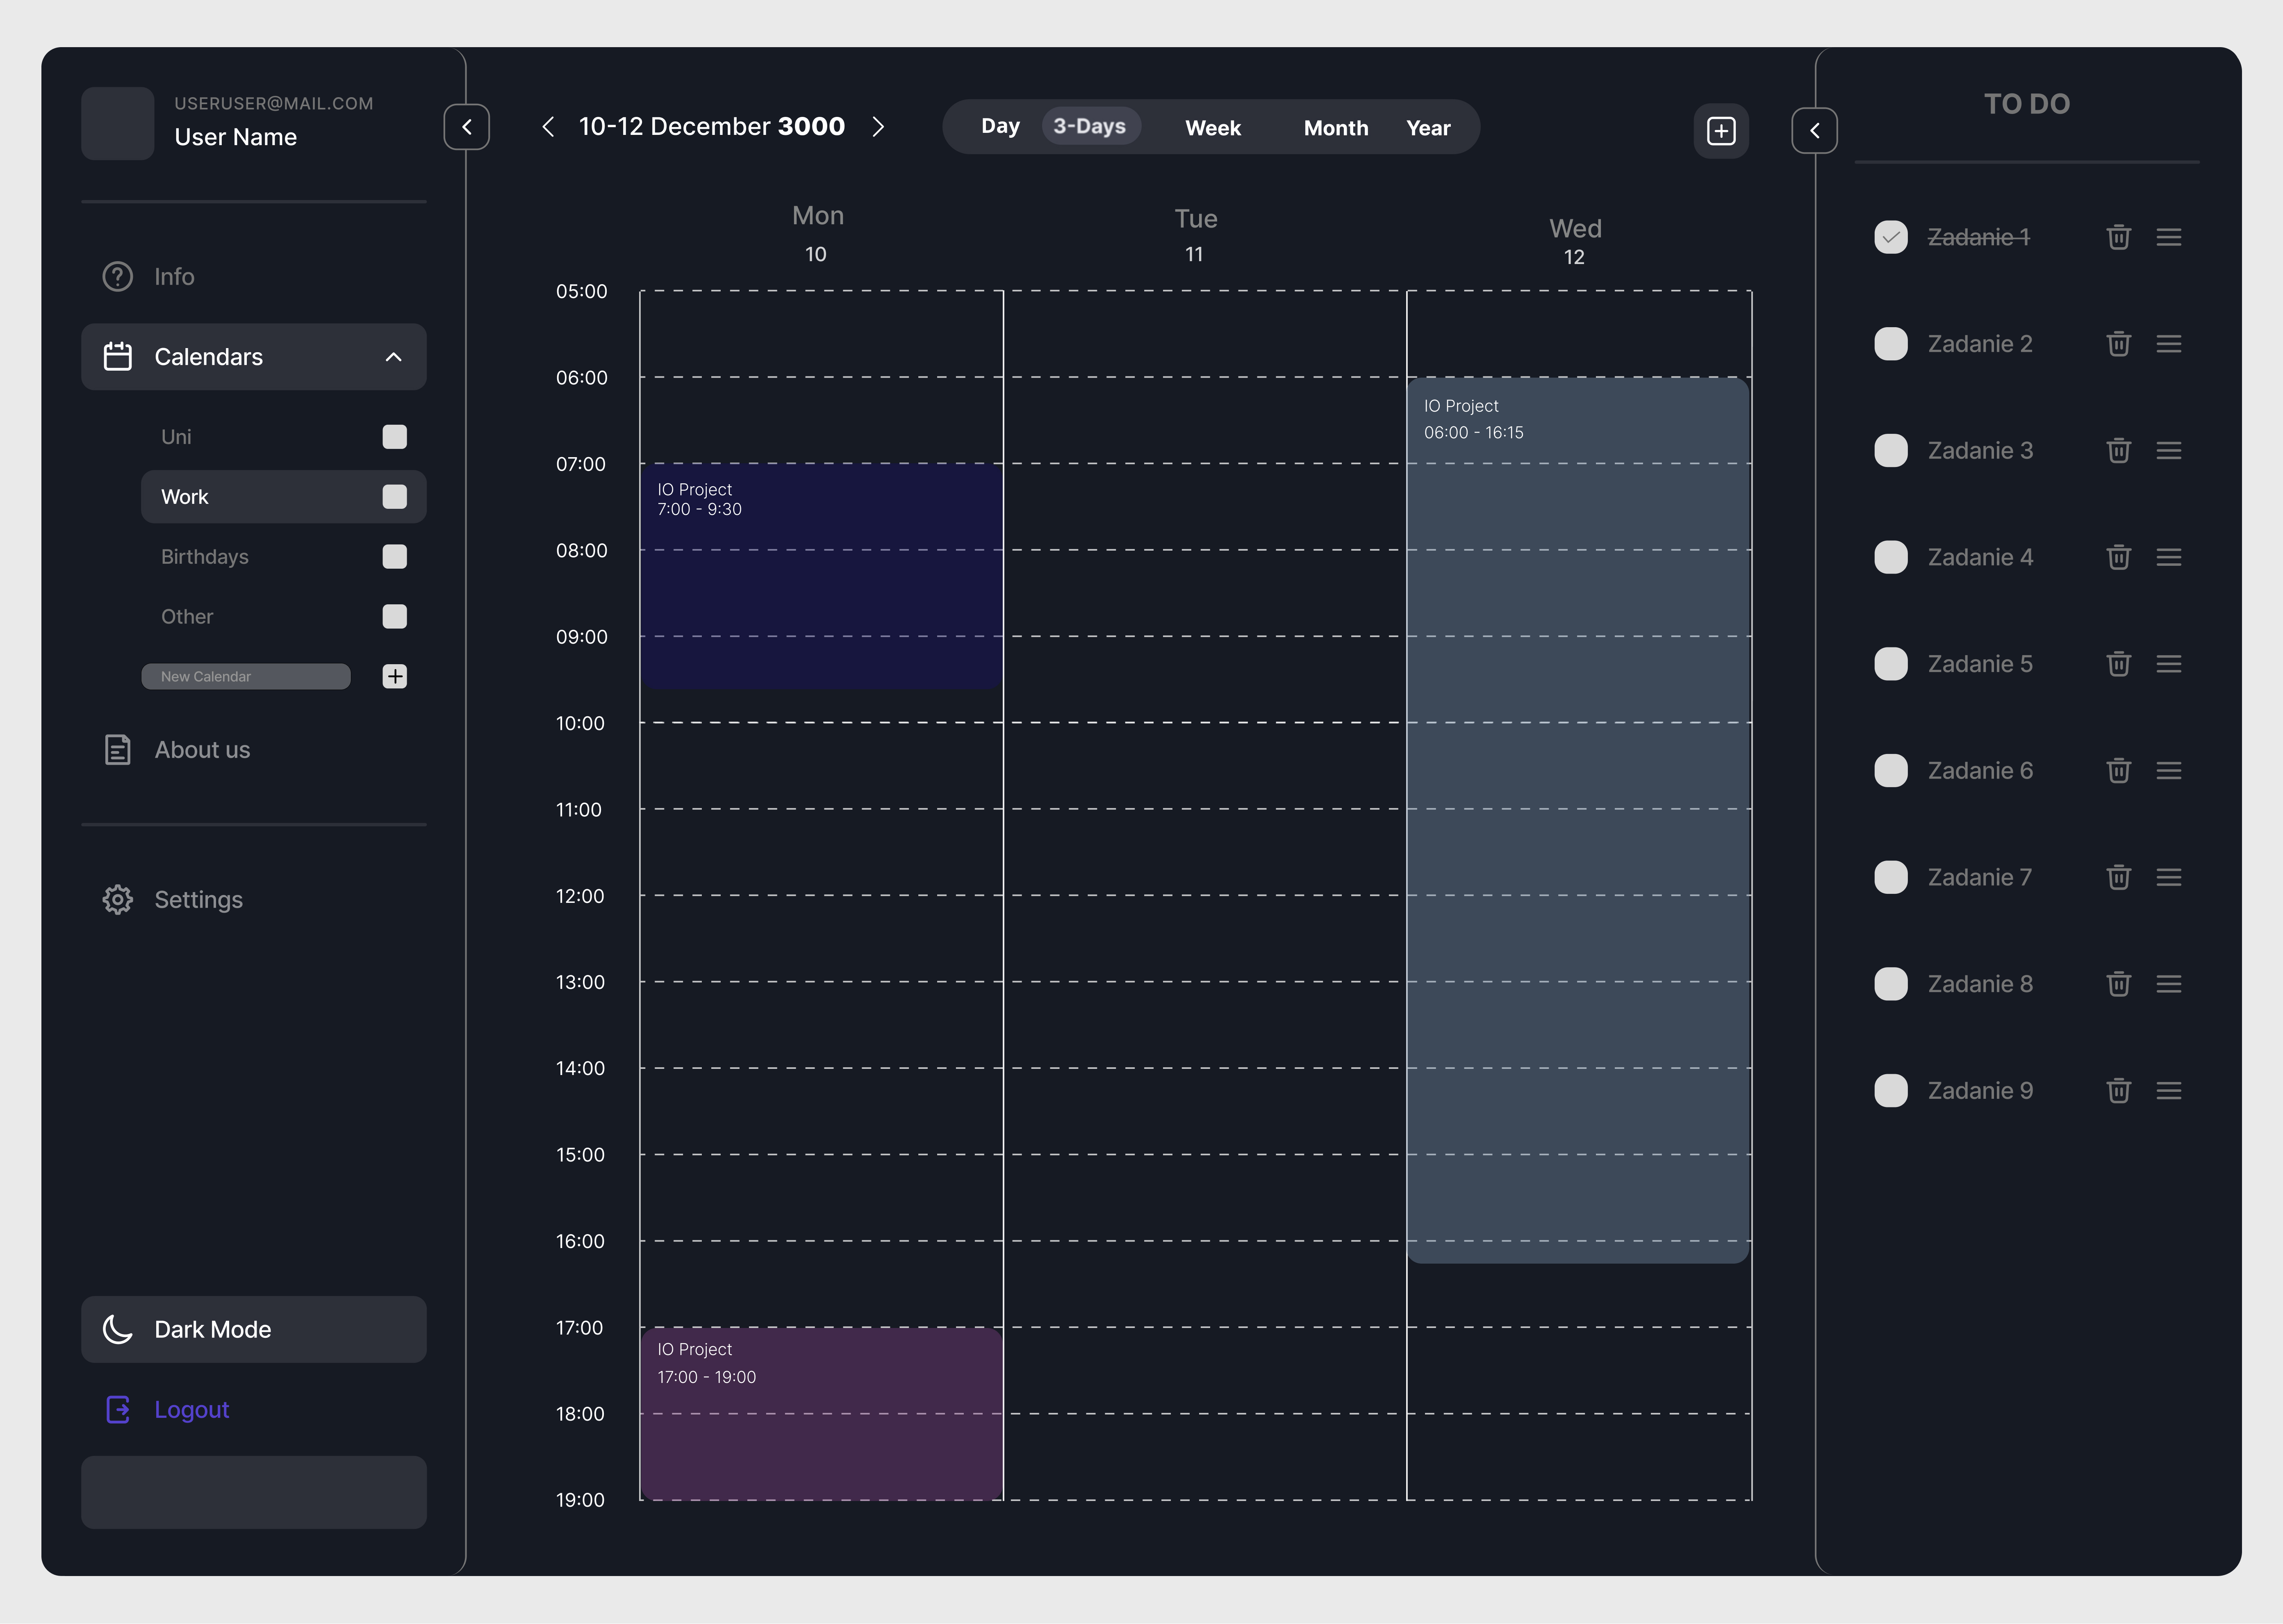 USERUSER@MAIL.COM
User Name
Info
Calendars
Uni
Work
Birthdays
Other
New Calendar
About us
Settings
Dark Mode
Logout
10-12 December 3000
Day 3-Days Week Month Year
Mon Tue Wed
10 11 12
05:00
06:00
07:00
08:00
09:00
10:00
11:00
12:00
13:00
14:00
15:00
16:00
17:00
18:00
19:00
IO Project
7:00 - 9:30
IO Project
17:00 - 19:00
IO Project
06:00 - 16:15
TO DO
Zadanie 1
Zadanie 2
Zadanie 3
Zadanie 4
Zadanie 5
Zadanie 6
Zadanie 7
Zadanie 8
Zadanie 9